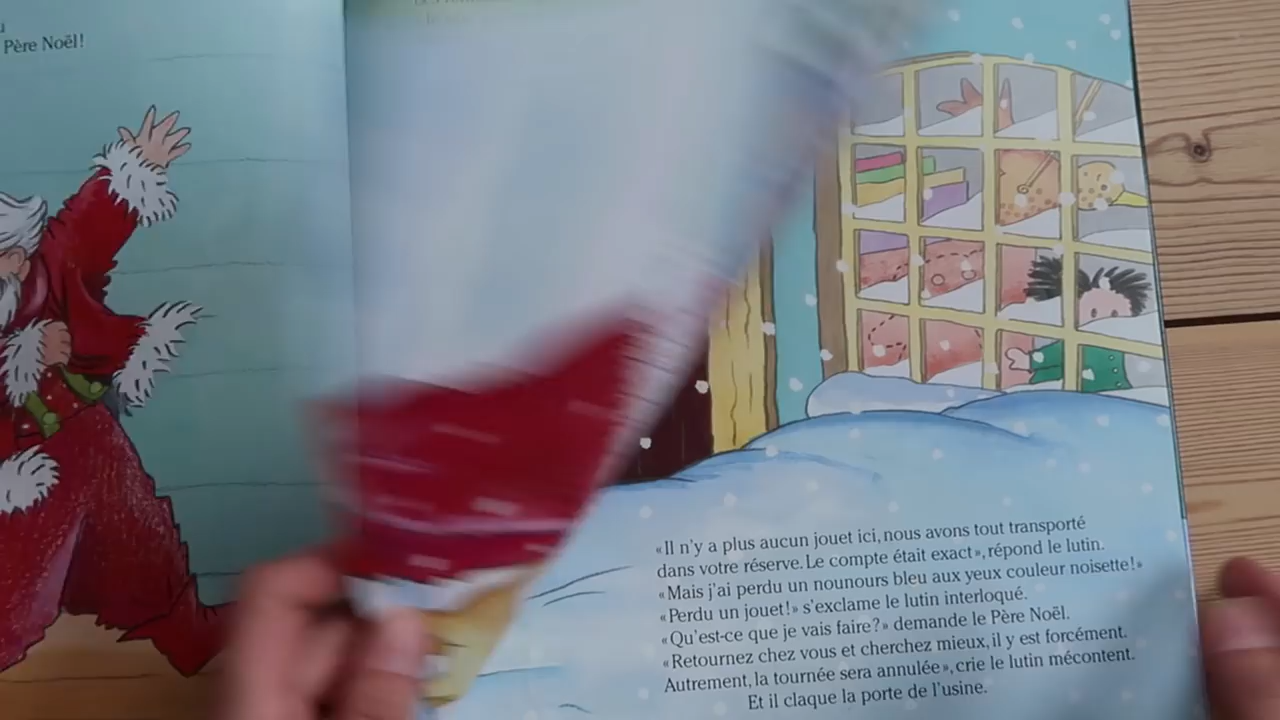 Père Noël!
«Il n'y a plus aucun jouet ici, nous avons tout transporté
dans votre réserve. Le compte était exact», répond le lutin.
«Mais j'ai perdu un nounours bleu aux yeux couleur noisette!»
«Perdu un jouet!» s'exclame le lutin interloqué.
«Qu'est-ce que je vais faire?» demande le Père Noël.
«Retournez chez vous et cherchez mieux, il y est forcément.
Autrement, la tournée sera annulée», crie le lutin mécontent.
Et il claque la porte de l'usine.